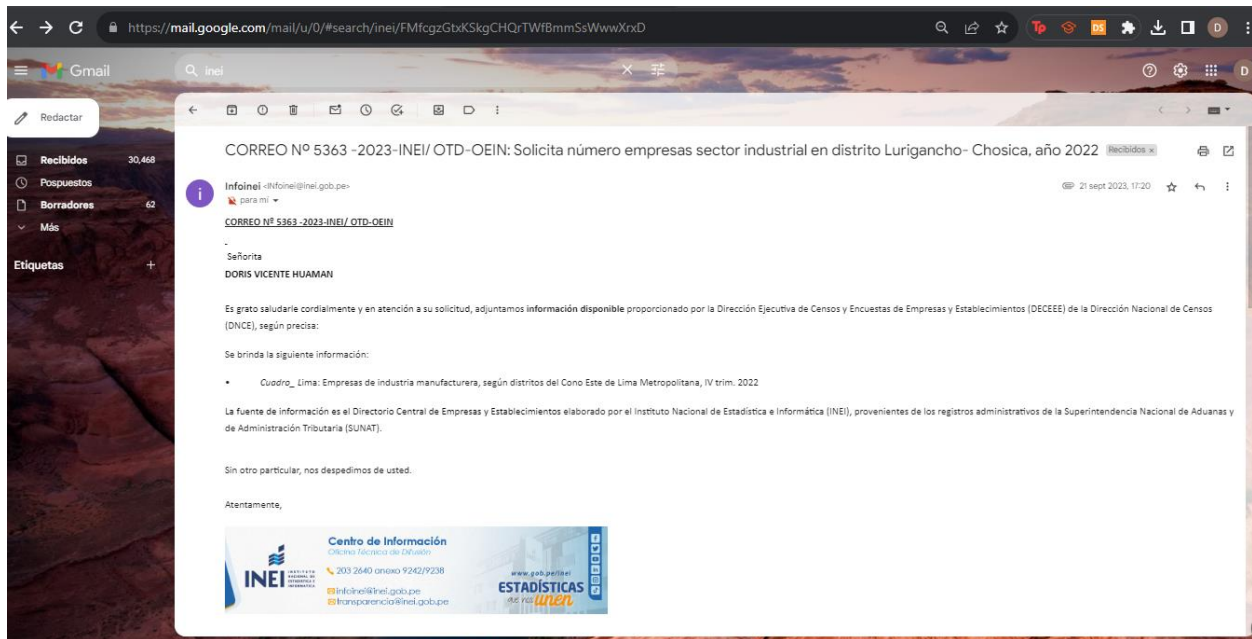 https://mail.google.com/mail/u/0/#search/inei/FMfcgzGtxKSkgCHQrTWfBmmSsWwwXrxD
Tp
DS
D
Gmail
inei
D
Redactar
Recibidos 30,468
Pospuestos
Borradores 62
Más
Etiquetas
CORREO Nº 5363 -2023-INEI/ OTD-OEIN: Solicita número empresas sector industrial en distrito Lurigancho- Chosica, año 2022 Recibidos x
i
Infoinei <INfoinei@inei.gob.pe> 21 sept 2023, 17:20
para mí
CORREO Nº 5363 -2023-INEI/ OTD-OEIN
Señorita
DORIS VICENTE HUAMAN
Es grato saludarle cordialmente y en atención a su solicitud, adjuntamos información disponible proporcionado por la Dirección Ejecutiva de Censos y Encuestas de Empresas y Establecimientos (DECEEE) de la Dirección Nacional de Censos
(DNCE), según precisa:
Se brinda la siguiente información:
• Cuadro_ Lima: Empresas de industria manufacturera, según distritos del Cono Este de Lima Metropolitana, IV trim. 2022
La fuente de información es el Directorio Central de Empresas y Establecimientos elaborado por el Instituto Nacional de Estadística e Informática (INEI), provenientes de los registros administrativos de la Superintendencia Nacional de Aduanas y
de Administración Tributaria (SUNAT).
Sin otro particular, nos despedimos de usted.
Atentamente,
INEI
INSTITUTO
NACIONAL DE
ESTADÍSTICA E
INFORMÁTICA
Centro de Información
Oficina Técnica de Difusión
203 2640 anexo 9242/9238
infoinei@inei.gob.pe
transparencia@inei.gob.pe
www.gob.pe/inei
ESTADÍSTICAS
que nos unen